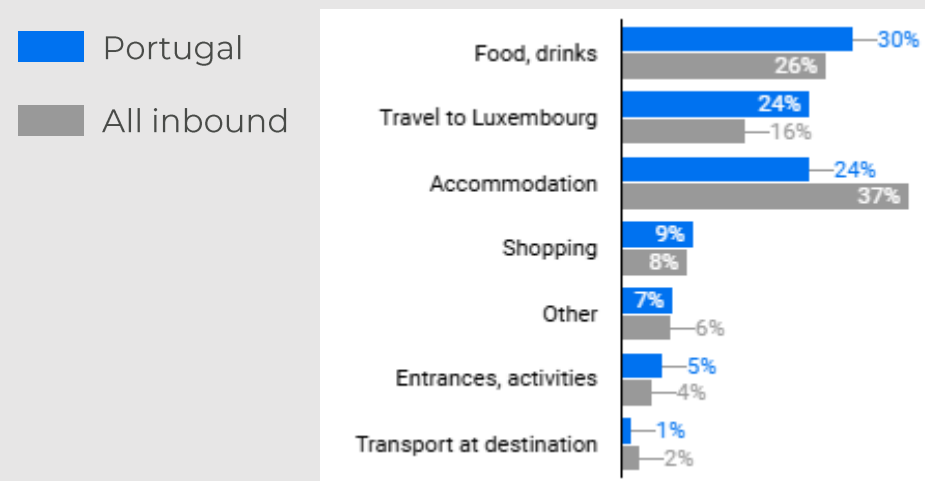 Portugal
All inbound
Food, drinks
30%
26%
Travel to Luxembourg
24%
16%
Accommodation
24%
37%
Shopping
9%
8%
Other
7%
6%
Entrances, activities
5%
4%
Transport at destination
1%
2%